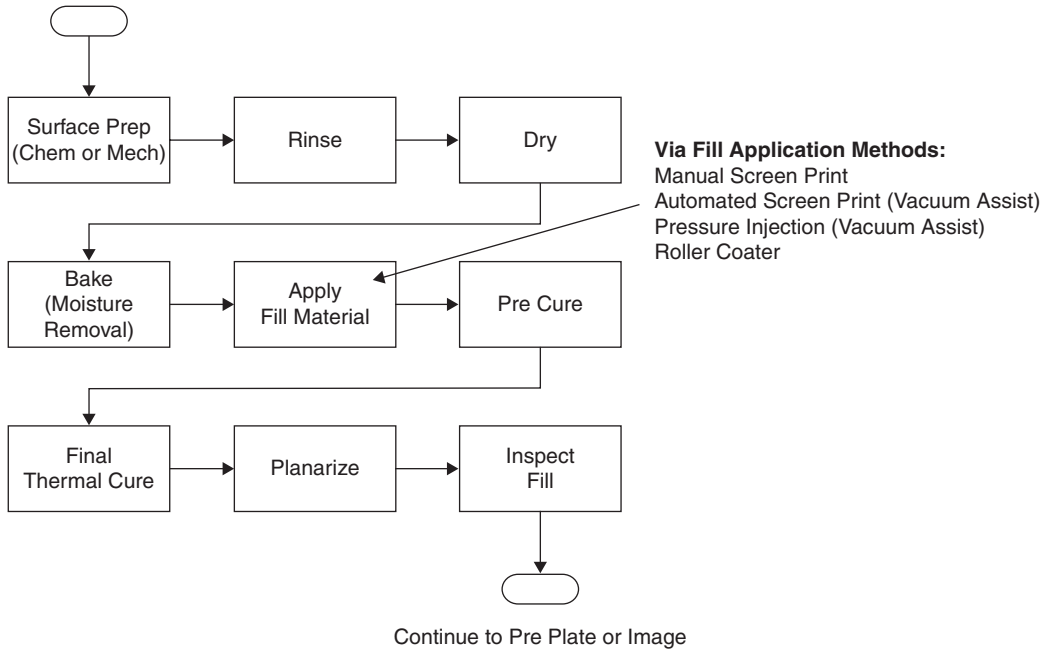 Surface Prep
(Chem or Mech)
Rinse
Dry
Via Fill Application Methods:
Manual Screen Print
Automated Screen Print (Vacuum Assist)
Pressure Injection (Vacuum Assist)
Roller Coater
Bake
(Moisture
Removal)
Apply
Fill Material
Pre Cure
Final
Thermal Cure
Planarize
Inspect
Fill
Continue to Pre Plate or Image